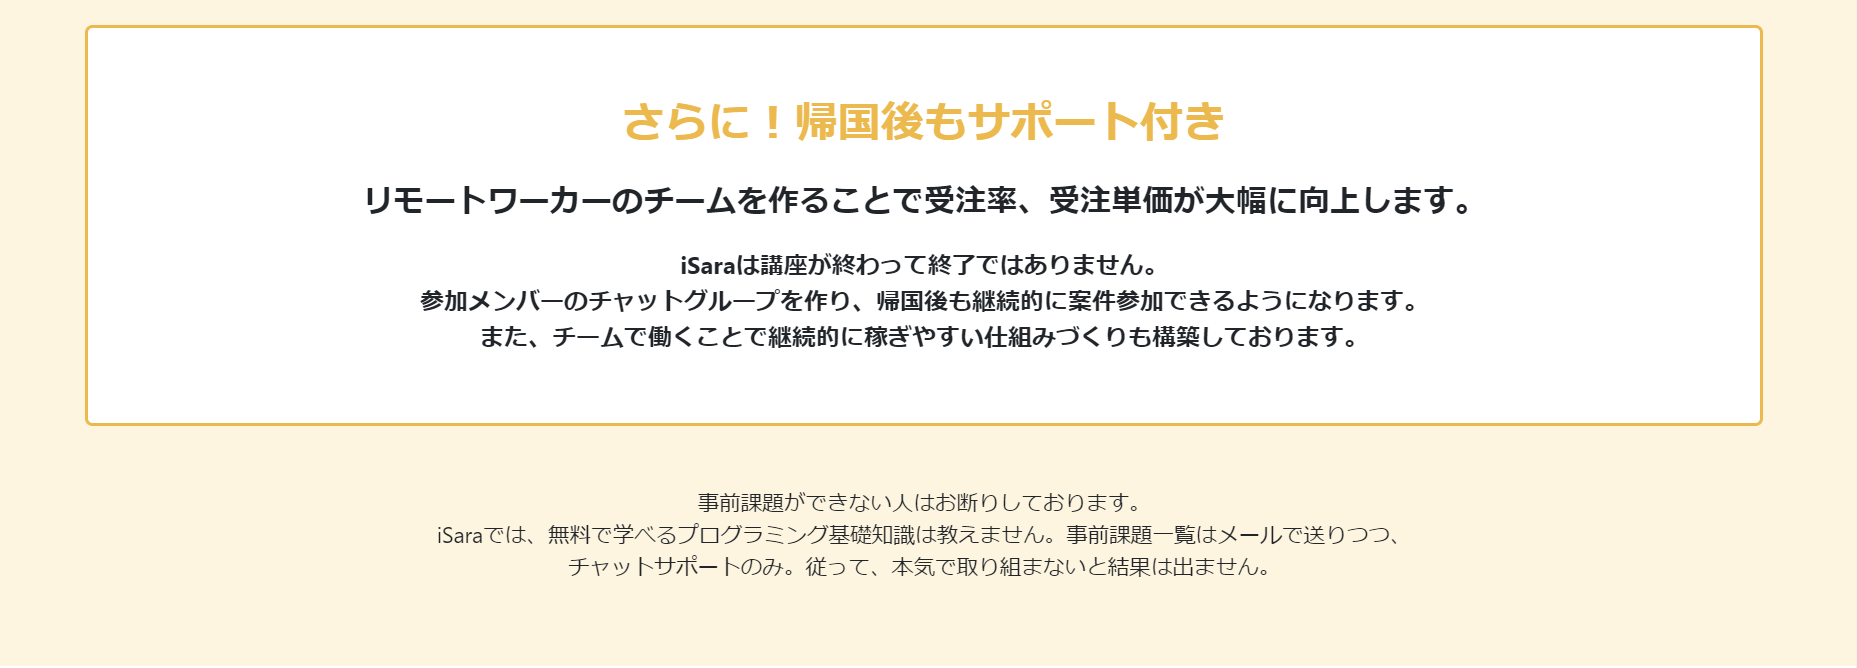 さらに！帰国後もサポート付き
リモートワーカーのチームを作ることで受注率、受注単価が大幅に向上します。
iSaraは講座が終わって終了ではありません。
参加メンバーのチャットグループを作り、帰国後も継続的に案件参加できるようになります。
また、チームで働くことで継続的に稼ぎやすい仕組みづくりも構築しております。
事前課題ができない人はお断りしております。
iSaraでは、無料で学べるプログラミング基礎知識は教えません。事前課題一覧はメールで送りつつ、
チャットサポートのみ。従って、本気で取り組まないと結果は出ません。